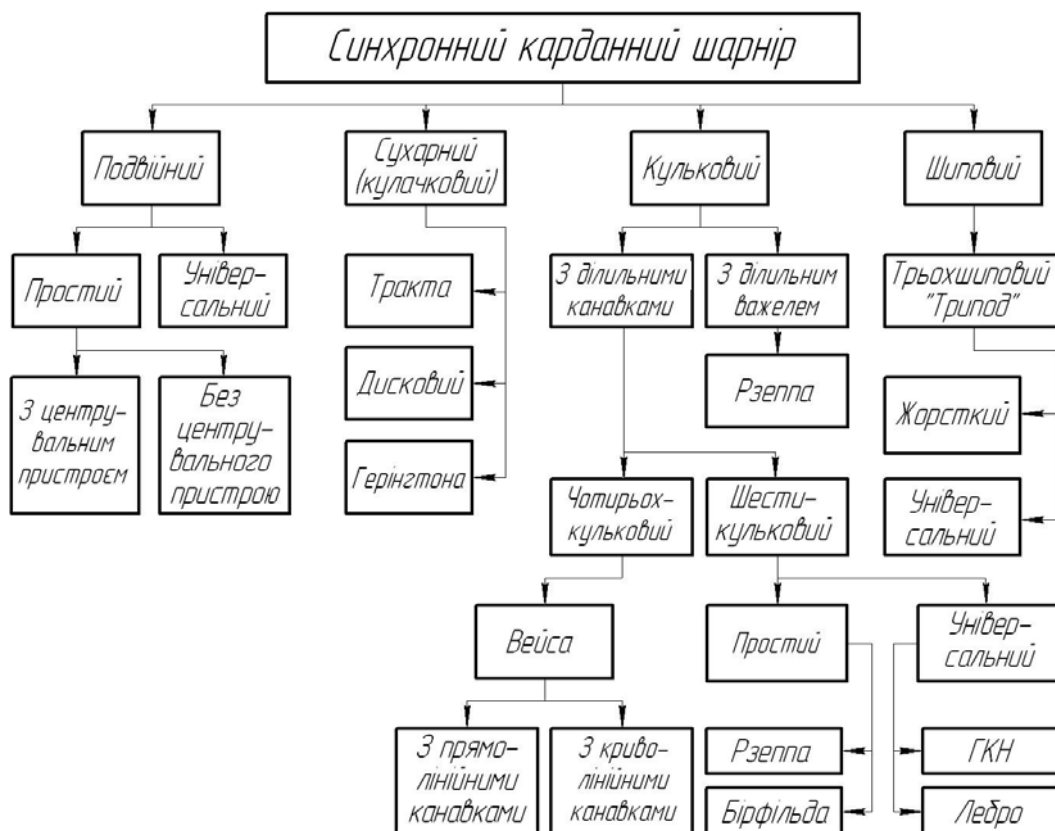 Синхронний карданний шарнір
Подвійний
Сухарний
(кулачковий)
Кульковий
Шиповий
Простий
Універ-
сальний
Тракта
З ділильними
канавками
З ділильним
важелем
Трьохшиповий
"Трипод"
З центру-
вальним
пристроєм
Без
центру-
вального
пристрою
Дисковий
Рзеппа
Жорсткий
Герінгтона
Чотирьох-
кульковий
Шести-
кульковий
Універ-
сальний
Вейса
Простий
Універ-
сальний
З прямо-
лінійними
канавками
З криво-
лінійними
канавками
Рзеппа
ГКН
Бірфільда
Лебро